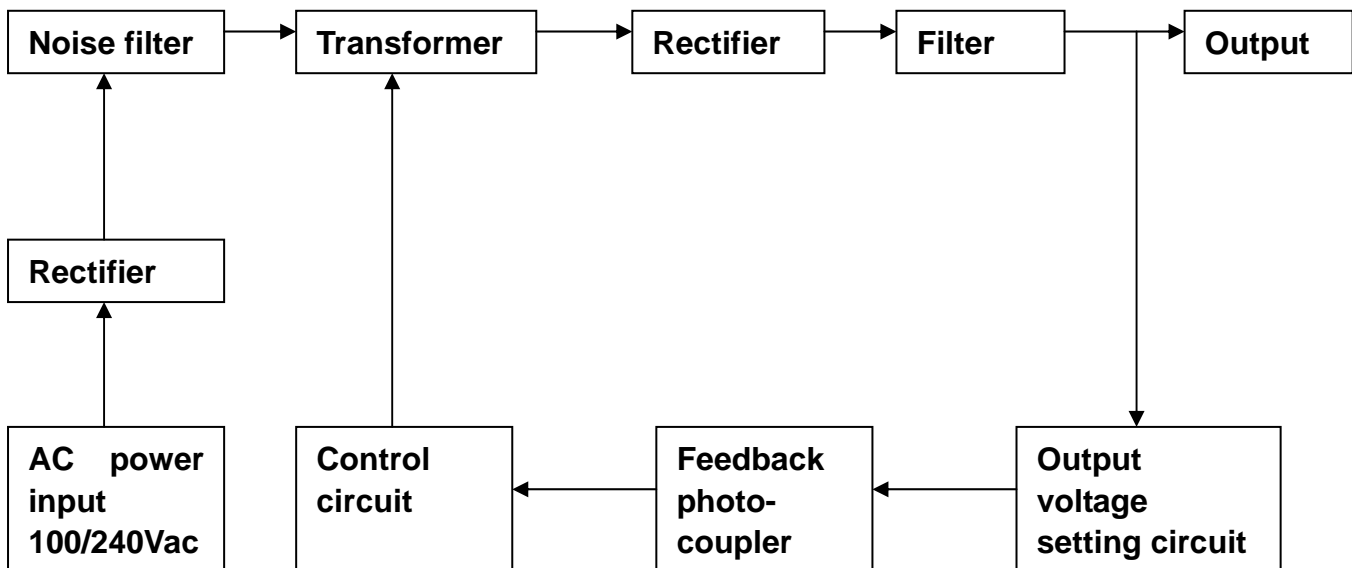 Noise filter
Transformer
Rectifier
Filter
Output
Rectifier
AC power
input
100/240Vac
Control
circuit
Feedback
photo-
coupler
Output
voltage
setting circuit